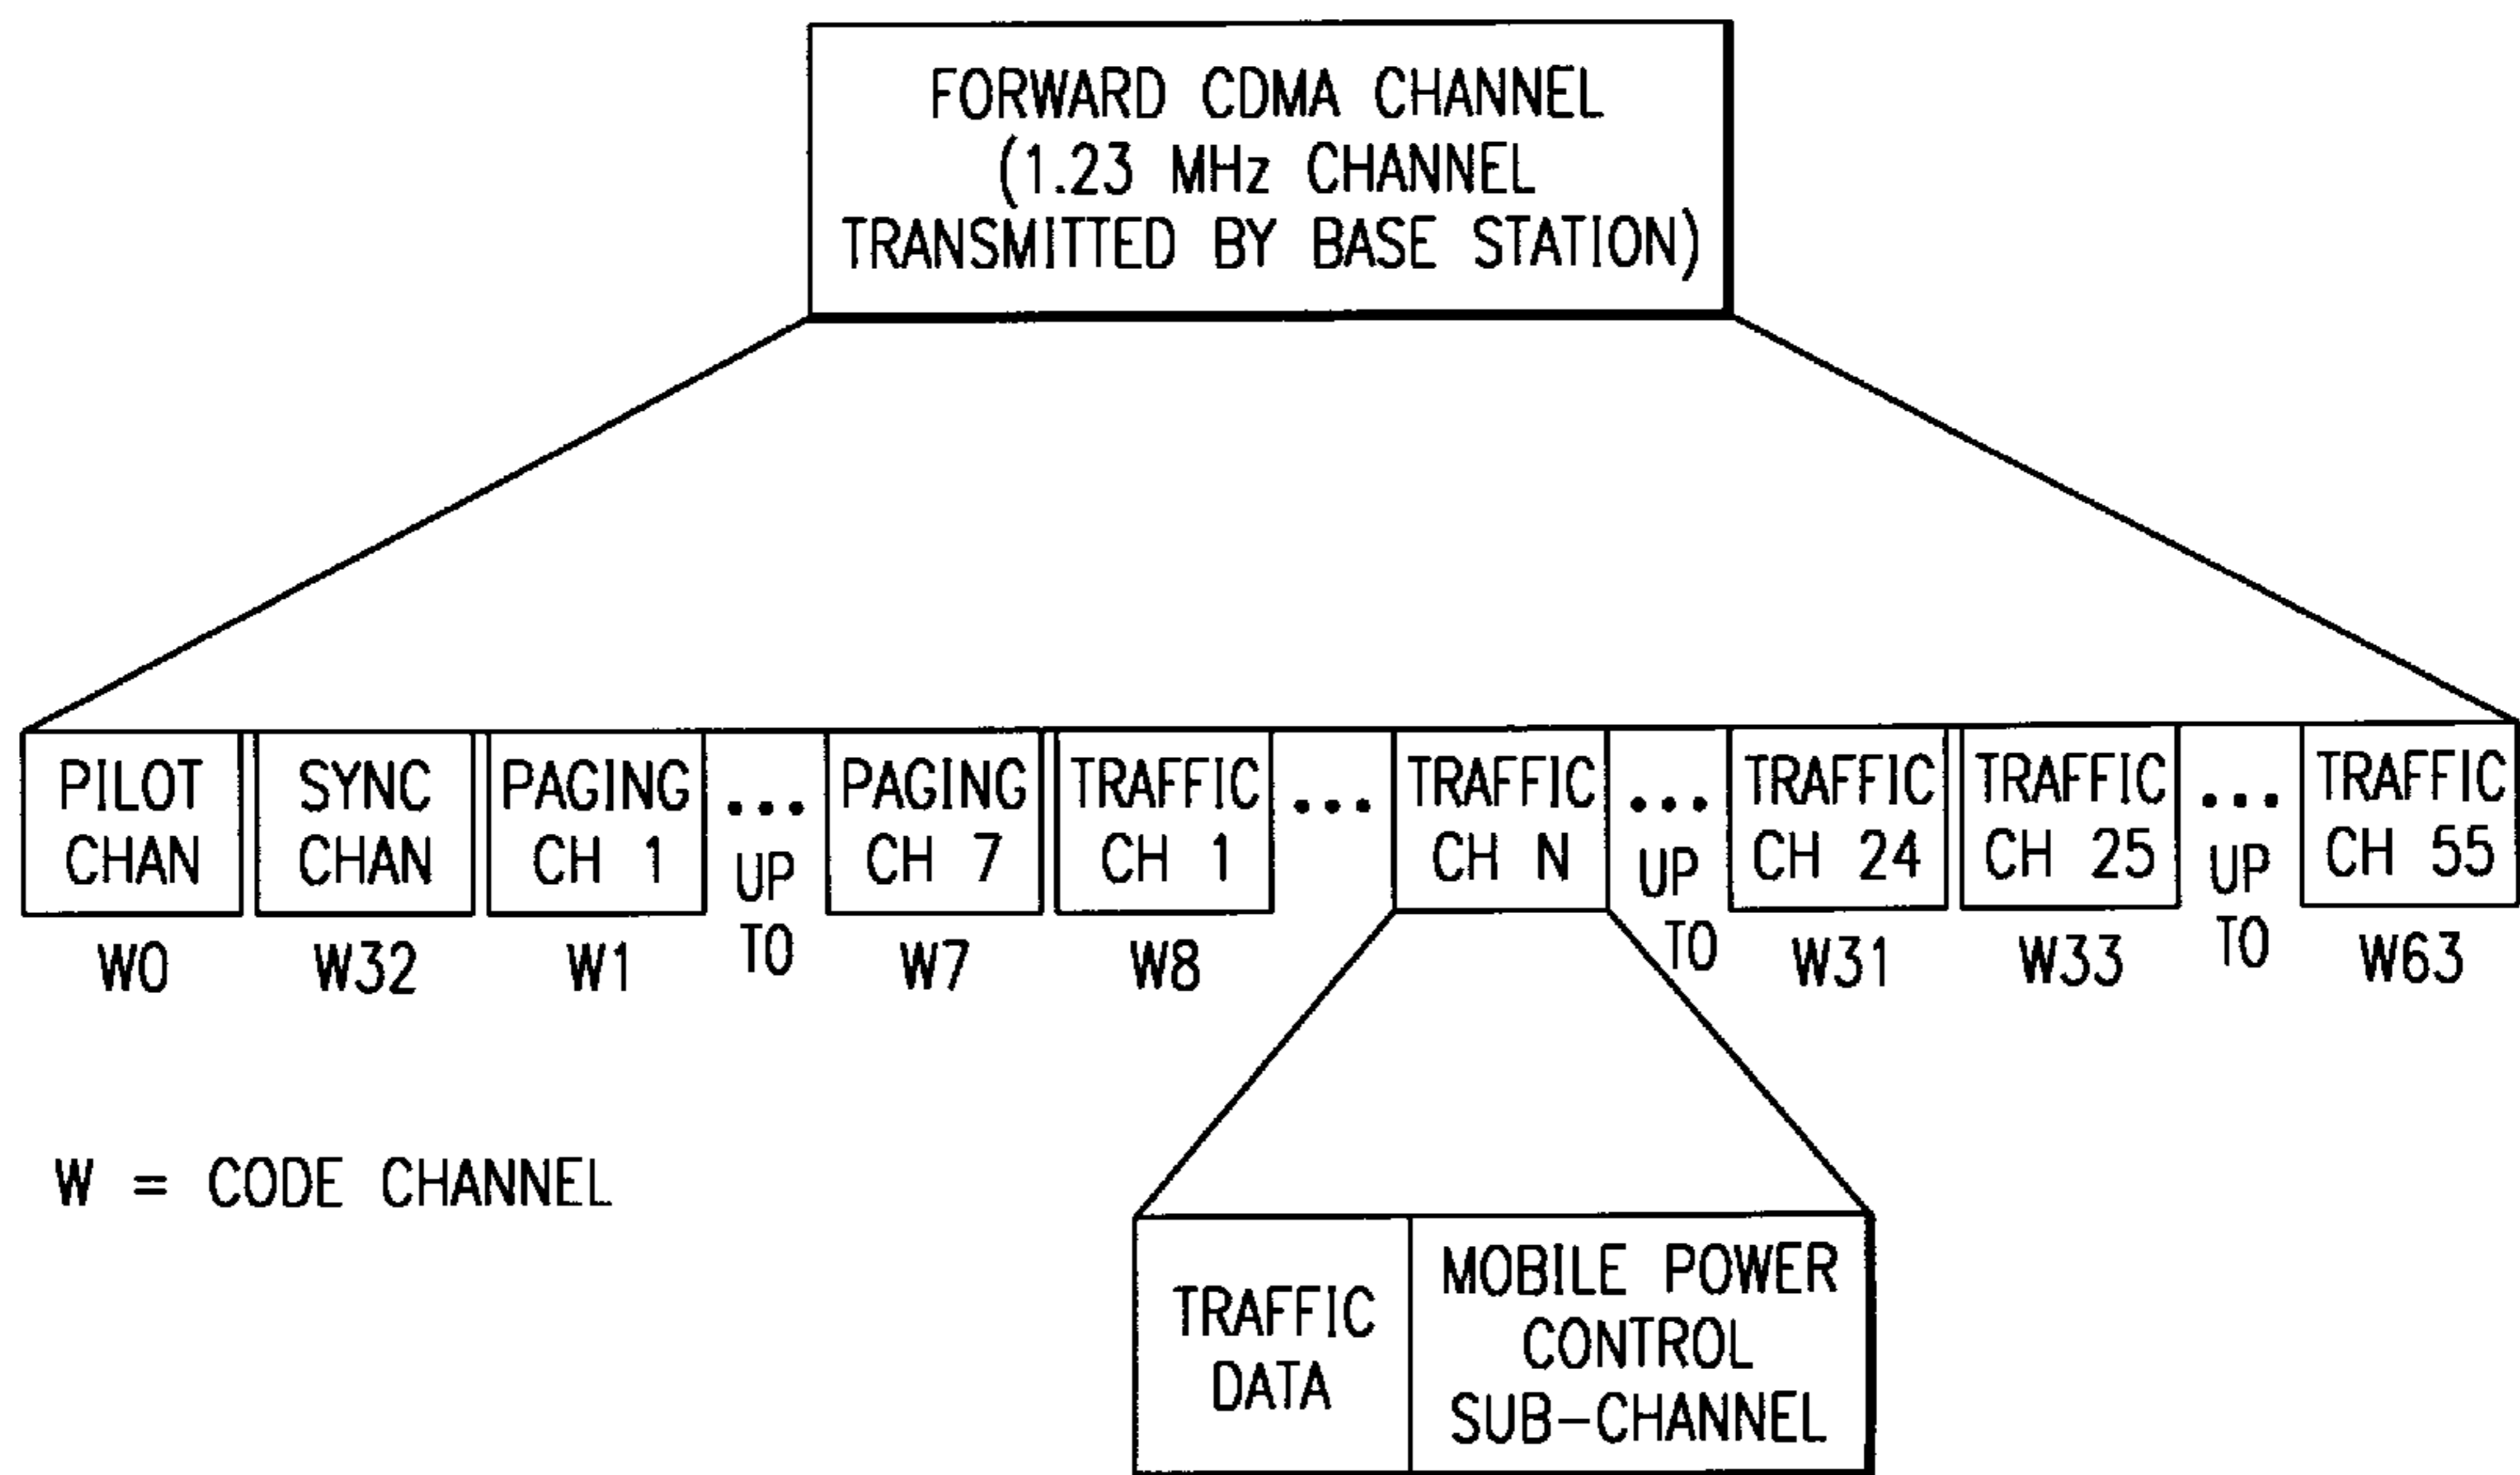 FORWARD CDMA CHANNEL
(1.23 MHz CHANNEL
TRANSMITTED BY BASE STATION)
PILOT
CHAN
W0
SYNC
CHAN
W32
PAGING
CH 1
W1
...
UP
TO
PAGING
CH 7
W7
TRAFFIC
CH 1
W8
...
TRAFFIC
CH N
...
UP
TO
TRAFFIC
CH 24
W31
TRAFFIC
CH 25
W33
...
UP
TO
TRAFFIC
CH 55
W63
W = CODE CHANNEL
TRAFFIC
DATA
MOBILE POWER
CONTROL
SUB-CHANNEL